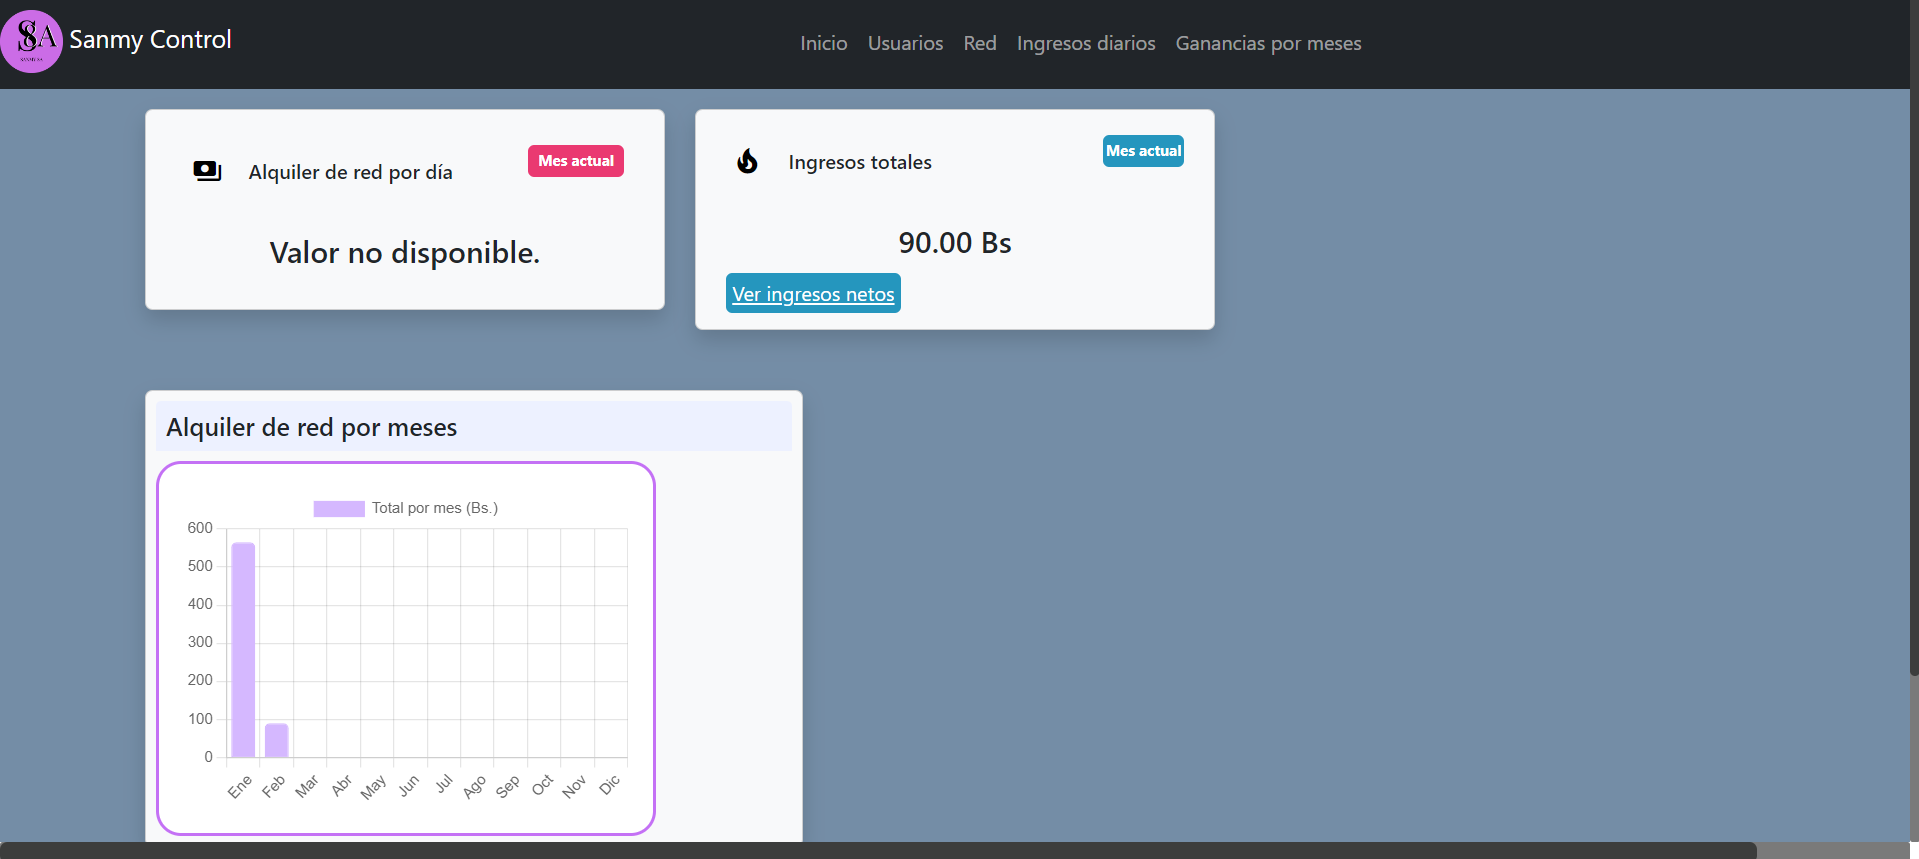 SSA
Sanmy Control
Inicio Usuarios Red Ingresos diarios Ganancias por meses
Alquiler de red por día
Mes actual
Valor no disponible.
Ingresos totales
Mes actual
90.00 Bs
Ver ingresos netos
Alquiler de red por meses
Total por mes (Bs.)
600
500
400
300
200
100
0
Ene Feb Mar Abr May Jun Jul Ago Sep Oct Nov Dic